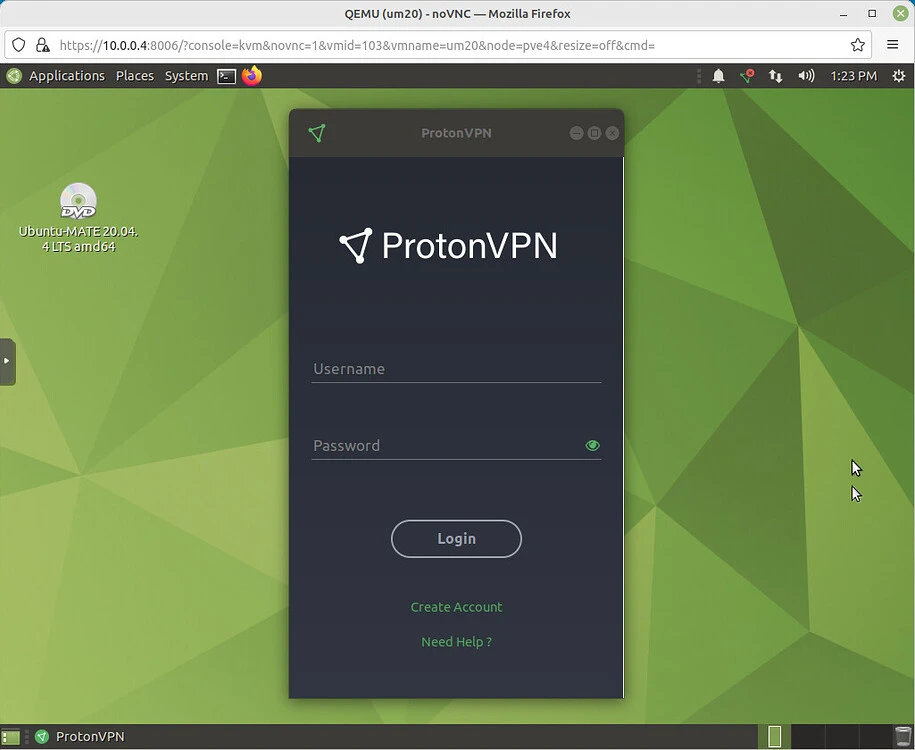 QEMU (um20) - noVNC — Mozilla Firefox
https://10.0.0.4:8006/?console=kvm&novnc=1&vmid=103&vmname=um20&node=pve4&resize=off&cmd=
Applications Places System 1:23 PM
ProtonVPN
DVD
Ubuntu-MATE 20.04.
4 LTS amd64
ProtonVPN
Username
Password
Login
Create Account
Need Help ?
ProtonVPN